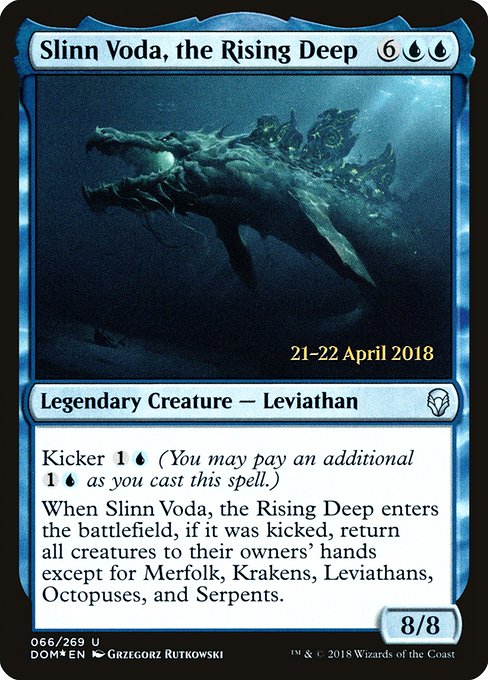 Slinn Voda, the Rising Deep 6
21–22 April 2018
Legendary Creature — Leviathan
Kicker 1 (You may pay an additional
1 as you cast this spell.)
When Slinn Voda, the Rising Deep enters
the battlefield, if it was kicked, return
all creatures to their owners’ hands
except for Merfolk, Krakens, Leviathans,
Octopuses, and Serpents.
8/8
066/269 U
DOM★EN Grzegorz Rutkowski
™ & © 2018 Wizards of the Coast